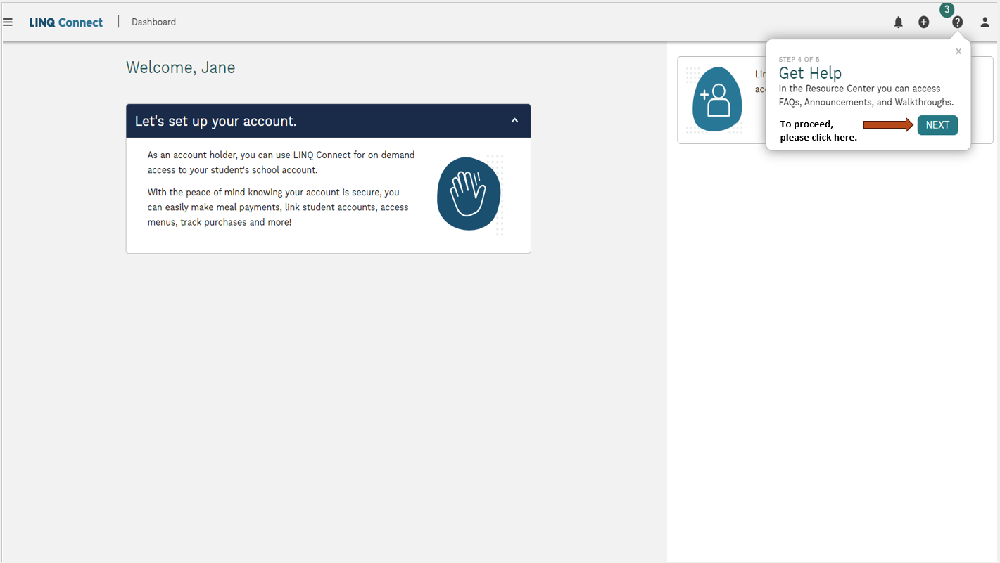 LINQ Connect
Dashboard
3
Welcome, Jane
Let's set up your account.
As an account holder, you can use LINQ Connect for on demand
access to your student's school account.
With the peace of mind knowing your account is secure, you
can easily make meal payments, link student accounts, access
menus, track purchases and more!
STEP 4 OF 5
Get Help
In the Resource Center you can access
FAQs, Announcements, and Walkthroughs.
To proceed,
please click here.
NEXT